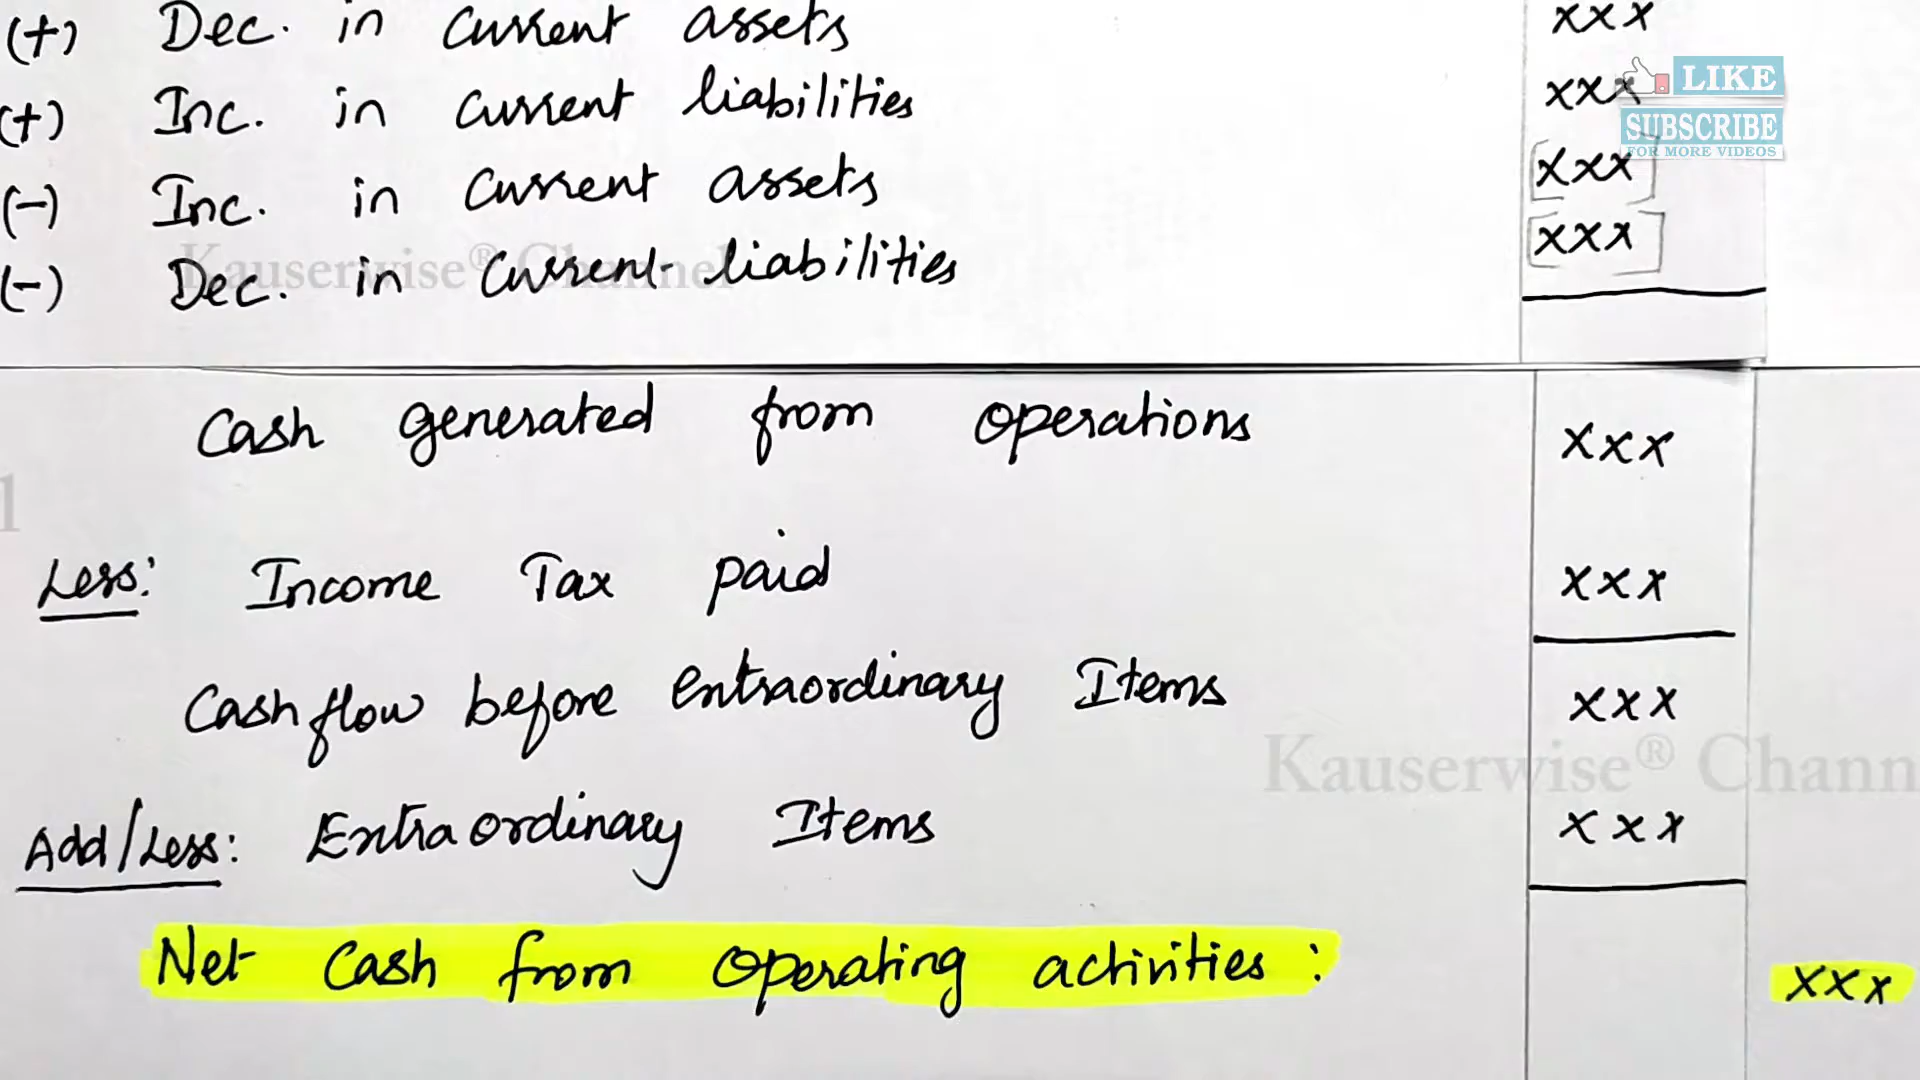 (+) Dec. in current assets xxx
(+) Inc. in current liabilities xxx
(-) Inc. in current assets [xxx]
(-) Dec. in current liabilities [xxx]
LIKE
SUBSCRIBE
FOR MORE VIDEOS
Kauserwise® Channel
Cash generated from operations xxx
1
Less: Income Tax paid xxx
Cash flow before extraordinary Items xxx
Kauserwise® Chann
Add/Less: Extraordinary Items xxx
Net Cash from Operating activities: xxx